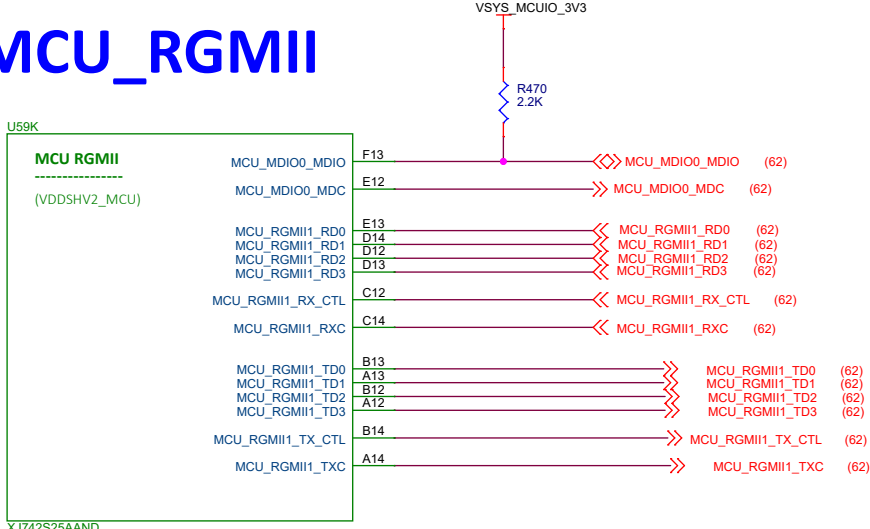 VSYS_MCUIO_3V3
MCU_RGMII
R470
2.2K
U59K
MCU RGMII
----------------
(VDDSHV2_MCU)
MCU_MDIO0_MDIO F13 MCU_MDIO0_MDIO (62)
MCU_MDIO0_MDC E12 MCU_MDIO0_MDC (62)
MCU_RGMII1_RD0 E13 MCU_RGMII1_RD0 (62)
MCU_RGMII1_RD1 D14 MCU_RGMII1_RD1 (62)
MCU_RGMII1_RD2 D12 MCU_RGMII1_RD2 (62)
MCU_RGMII1_RD3 D13 MCU_RGMII1_RD3 (62)
MCU_RGMII1_RX_CTL C12 MCU_RGMII1_RX_CTL (62)
MCU_RGMII1_RXC C14 MCU_RGMII1_RXC (62)
MCU_RGMII1_TD0 B13 MCU_RGMII1_TD0 (62)
MCU_RGMII1_TD1 A13 MCU_RGMII1_TD1 (62)
MCU_RGMII1_TD2 B12 MCU_RGMII1_TD2 (62)
MCU_RGMII1_TD3 A12 MCU_RGMII1_TD3 (62)
MCU_RGMII1_TX_CTL B14 MCU_RGMII1_TX_CTL (62)
MCU_RGMII1_TXC A14 MCU_RGMII1_TXC (62)
XJ742S25AAND